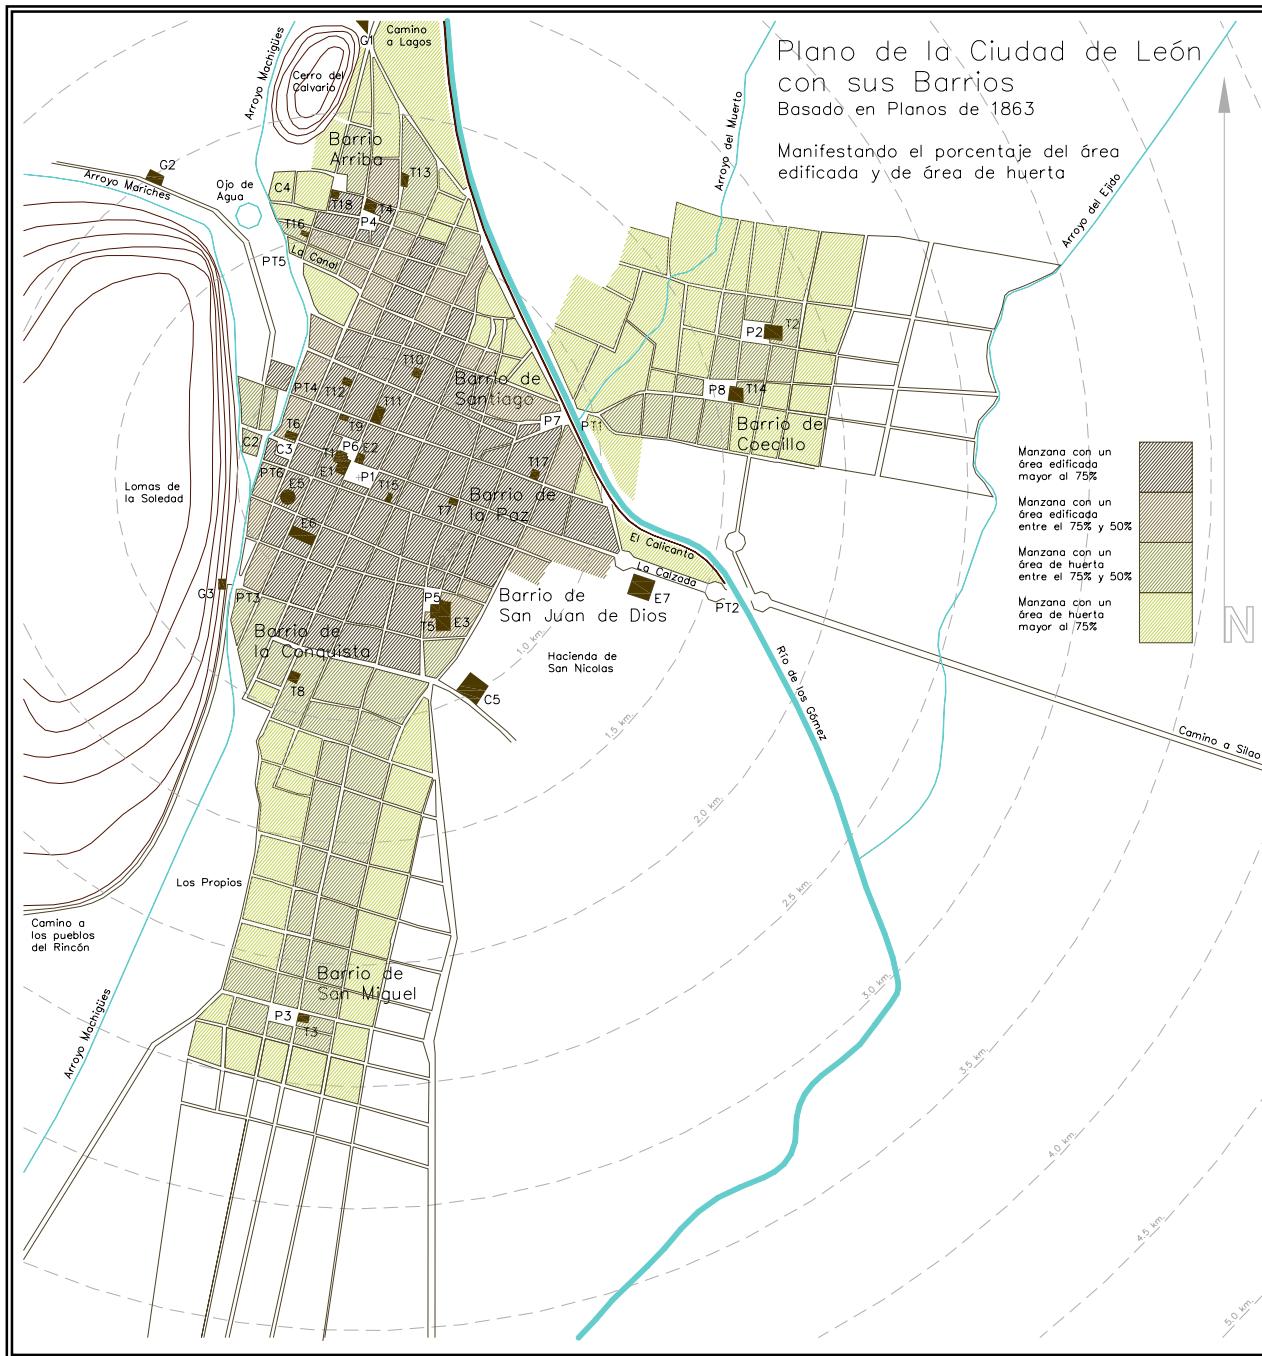 Plano de la Ciudad de León
con sus Barrios
Basado en Planos de 1863
Manifestando el porcentaje del área
edificada y de área de huerta
Camino
a Lagos
G1
Arroyo Machigües
Cerro del
Calvario
Barrio
Arriba
G2
Arroyo Mariches
Ojo de
Agua
C4
T13
T18
T4
P4
T16
La Canal
PT5
Arroyo del Muerto
Arroyo del Ejido
P2
T2
P8
T14
Barrio del
Coecillo
T10
PT4
T12
T11
Barrio de
Santiago
P7
PT1
T6
T9
C2
C3
P6
E2
E1
P1
PT6
E5
T15
T7
T17
Barrio de
la Paz
Lomas de
la Soledad
E6
El Calicanto
La Calzada
E7
PT2
G3
PT3
P5
T5
E3
Barrio de
San Juan de Dios
Barrio de
la Conquista
Hacienda de
San Nicolas
T8
C5
Río de los Gómez
Camino a Silao
Manzana con un
área edificada
mayor al 75%
Manzana con un
área edificada
entre el 75% y 50%
Manzana con un
área de huerta
entre el 75% y 50%
Manzana con un
área de huerta
mayor al 75%
N
1.0 km.
1.5 km.
2.0 km.
2.5 km.
3.0 km.
3.5 km.
4.0 km.
4.5 km.
5.0 km.
Los Propios
Camino a
los pueblos
del Rincón
Arroyo Machigües
Barrio de
San Miguel
P3
T3